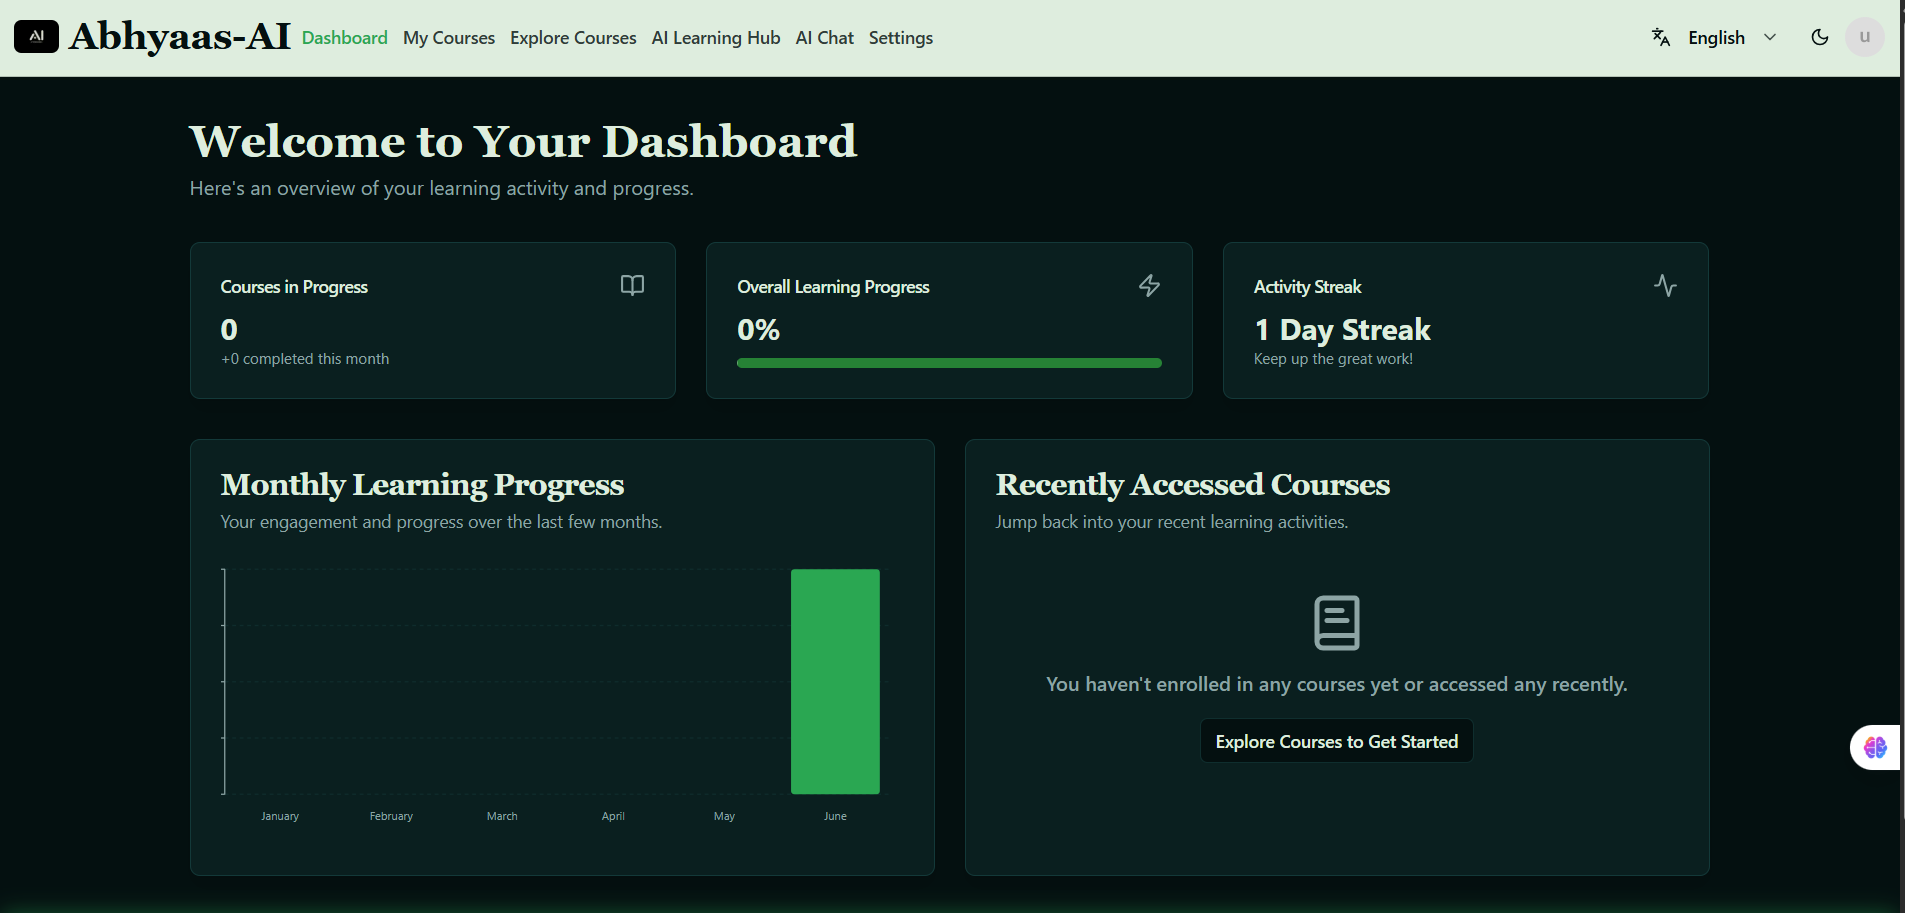 AI Abhyaas-AI Dashboard My Courses Explore Courses AI Learning Hub AI Chat Settings English u
Welcome to Your Dashboard
Here's an overview of your learning activity and progress.
Courses in Progress
0
+0 completed this month
Overall Learning Progress
0%
Activity Streak
1 Day Streak
Keep up the great work!
Monthly Learning Progress
Your engagement and progress over the last few months.
January February March April May June
Recently Accessed Courses
Jump back into your recent learning activities.
You haven't enrolled in any courses yet or accessed any recently.
Explore Courses to Get Started